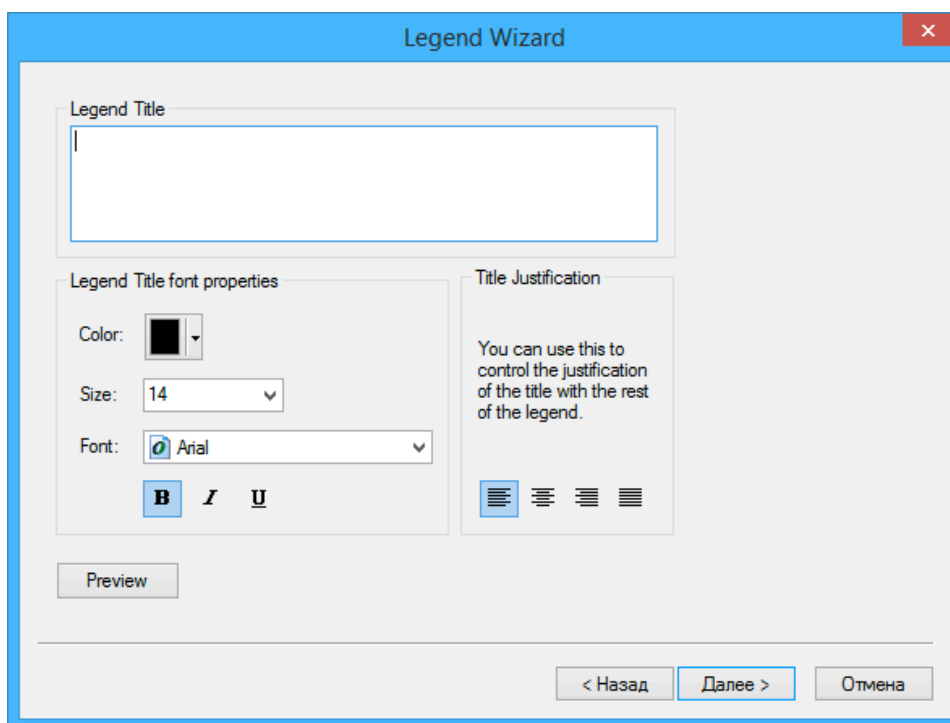 Legend Wizard
Legend Title
Legend Title font properties
Color:
Size:
14
Font:
Arial
B I U
Title Justification
You can use this to
control the justification
of the title with the rest
of the legend.
Preview
< Назад
Далее >
Отмена